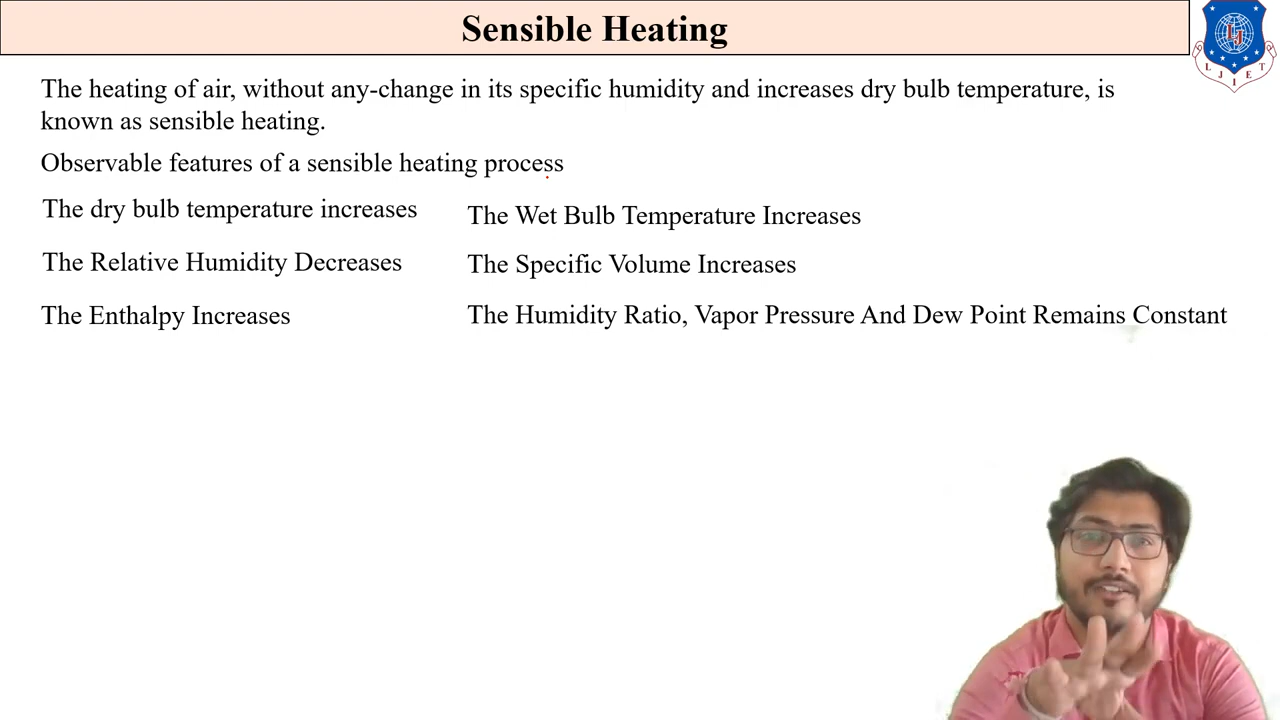 Sensible Heating
LJ
L J I E T
The heating of air, without any-change in its specific humidity and increases dry bulb temperature, is
known as sensible heating.
Observable features of a sensible heating process
The dry bulb temperature increases
The Wet Bulb Temperature Increases
The Relative Humidity Decreases
The Specific Volume Increases
The Enthalpy Increases
The Humidity Ratio, Vapor Pressure And Dew Point Remains Constant